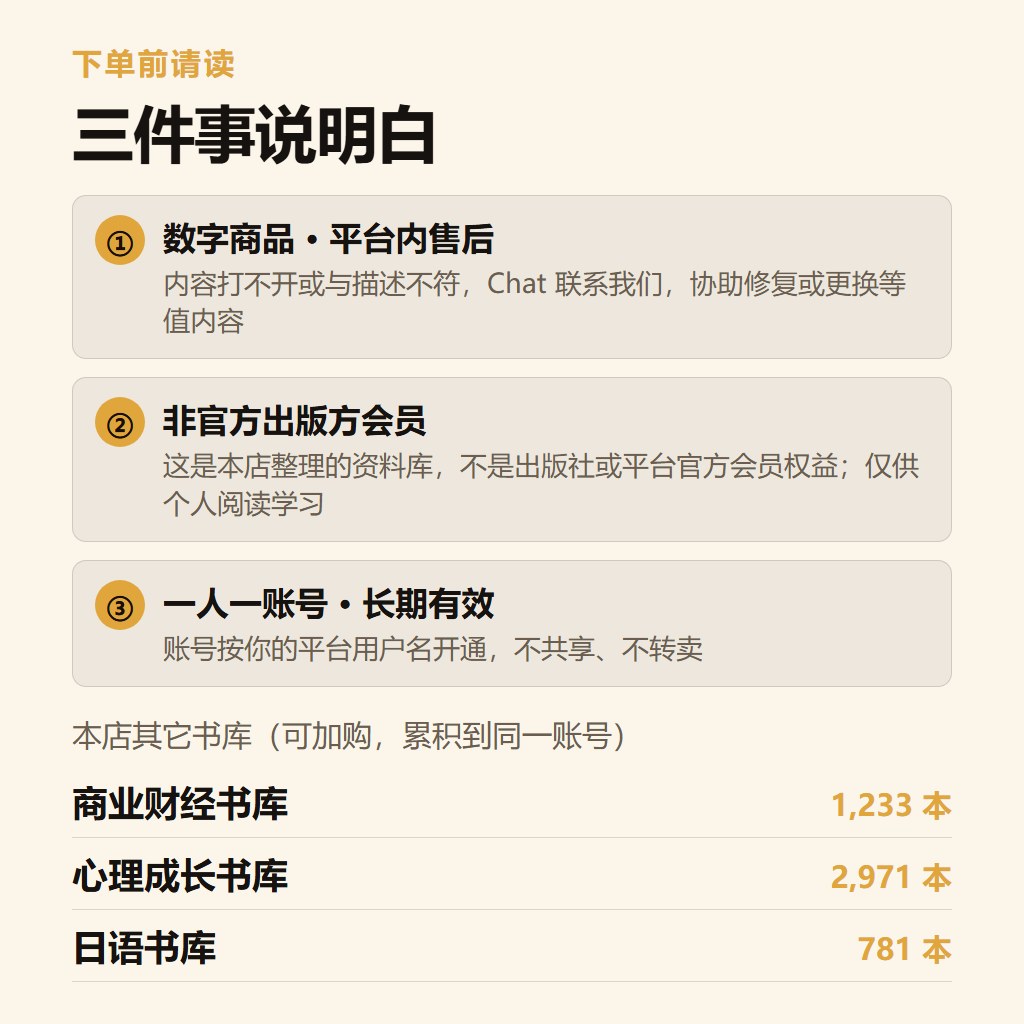 下单前请读
三件事说明白
① 数字商品·平台内售后
内容打不开或与描述不符，Chat 联系我们，协助修复或更换等
值内容
② 非官方出版方会员
这是本店整理的资料库，不是出版社或平台官方会员权益；仅供
个人阅读学习
③ 一人一账号·长期有效
账号按你的平台用户名开通，不共享、不转卖
本店其它书库（可加购，累积到同一账号）
商业财经书库 1,233 本
心理成长书库 2,971 本
日语书库 781 本